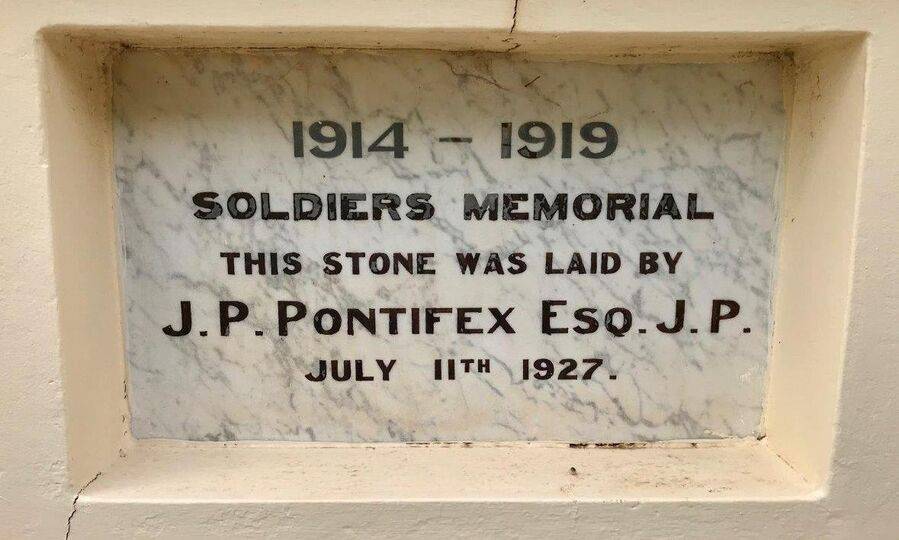 1914 – 1919
SOLDIERS MEMORIAL
THIS STONE WAS LAID BY
J.P. PONTIFEX ESQ. J.P.
JULY 11TH 1927.